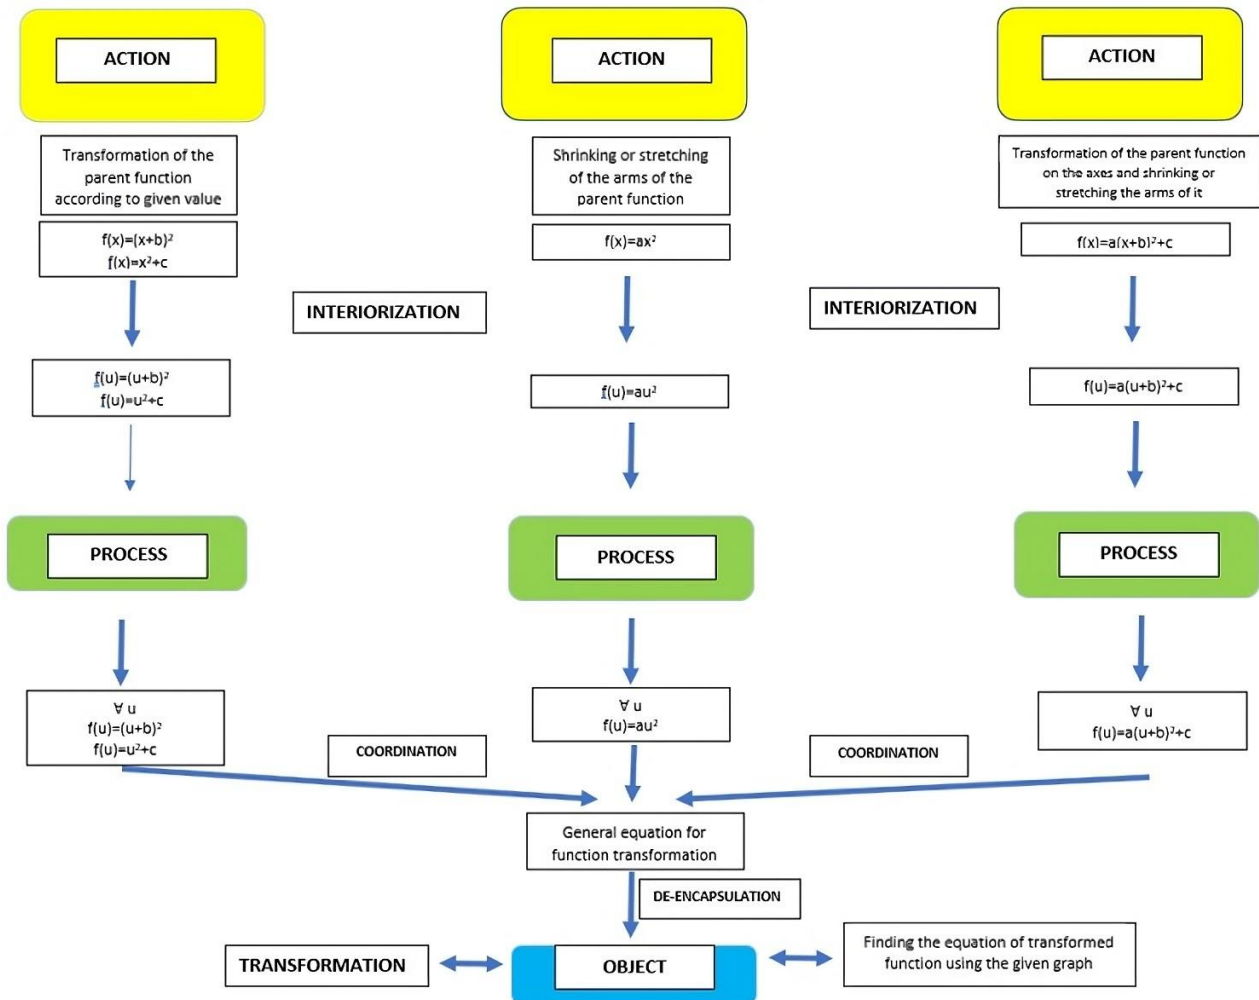 ACTION
ACTION
ACTION
Transformation of the
parent function
according to given value
Shrinking or stretching
of the arms of the
parent function
Transformation of the parent function
on the axes and shrinking or
stretching the arms of it
f(x)=(x+b)²
f(x)=x²+c
f(x)=ax²
f(x)=a(x+b)²+c
INTERIORIZATION
INTERIORIZATION
f(u)=(u+b)²
f(u)=u²+c
f(u)=au²
f(u)=a(u+b)²+c
PROCESS
PROCESS
PROCESS
∀ u
f(u)=(u+b)²
f(u)=u²+c
∀ u
f(u)=au²
∀ u
f(u)=a(u+b)²+c
COORDINATION
COORDINATION
General equation for
function transformation
DE-ENCAPSULATION
TRANSFORMATION
OBJECT
Finding the equation of transformed
function using the given graph